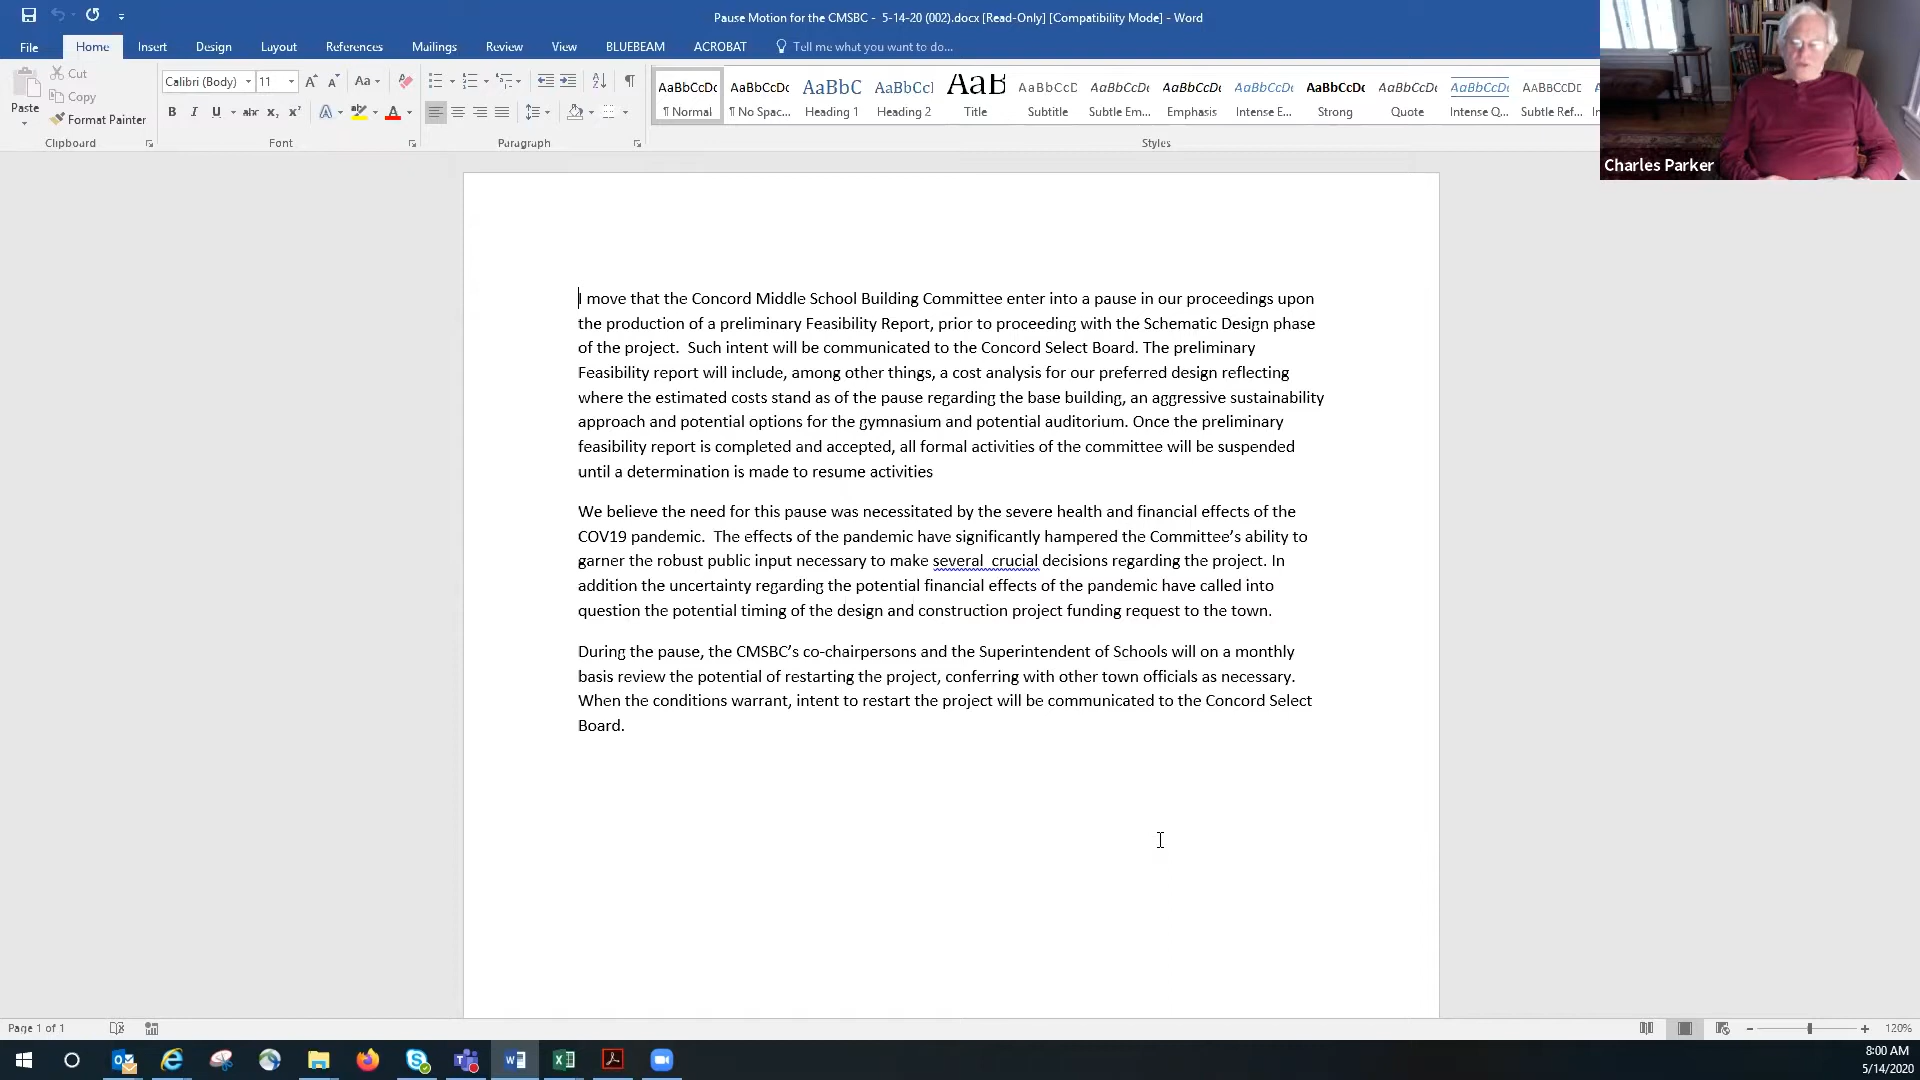 Pause Motion for the CMSBC - 5-14-20 (002).docx [Read-Only] [Compatibility Mode] - Word
File Home Insert Design Layout References Mailings Review View BLUEBEAM ACROBAT Tell me what you want to do...
Paste
Cut
Copy
Format Painter
Clipboard
Calibri (Body) 11
Font
Paragraph
AaBbCcDc AaBbCcDc AaBbC AaBbCcI AaB AaBbCcD AaBbCcDc AaBbCcDc AaBbCcDc AaBbCcDc AaBbCcDc AaBbCcDc AABBCCDE
¶ Normal ¶ No Spac... Heading 1 Heading 2 Title Subtitle Subtle Em... Emphasis Intense E... Strong Quote Intense Q... Subtle Ref...
Styles
Charles Parker
I move that the Concord Middle School Building Committee enter into a pause in our proceedings upon
the production of a preliminary Feasibility Report, prior to proceeding with the Schematic Design phase
of the project.  Such intent will be communicated to the Concord Select Board. The preliminary
Feasibility report will include, among other things, a cost analysis for our preferred design reflecting
where the estimated costs stand as of the pause regarding the base building, an aggressive sustainability
approach and potential options for the gymnasium and potential auditorium. Once the preliminary
feasibility report is completed and accepted, all formal activities of the committee will be suspended
until a determination is made to resume activities
We believe the need for this pause was necessitated by the severe health and financial effects of the
COV19 pandemic.  The effects of the pandemic have significantly hampered the Committee's ability to
garner the robust public input necessary to make several  crucial decisions regarding the project. In
addition the uncertainty regarding the potential financial effects of the pandemic have called into
question the potential timing of the design and construction project funding request to the town.
During the pause, the CMSBC's co-chairpersons and the Superintendent of Schools will on a monthly
basis review the potential of restarting the project, conferring with other town officials as necessary.
When the conditions warrant, intent to restart the project will be communicated to the Concord Select
Board.
Page 1 of 1
120%
8:00 AM
5/14/2020